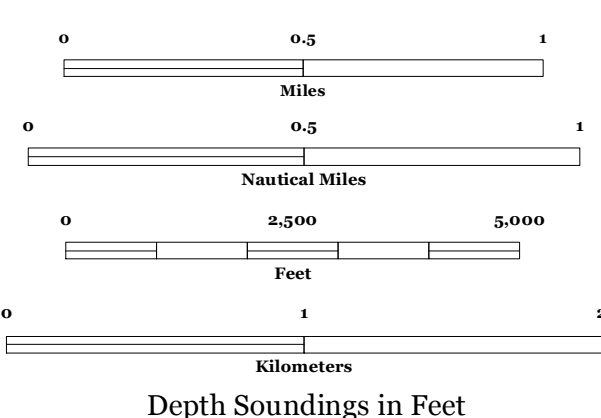 0 0.5 1
Miles
0 0.5 1
Nautical Miles
0 2,500 5,000
Feet
0 1 2
Kilometers
Depth Soundings in Feet